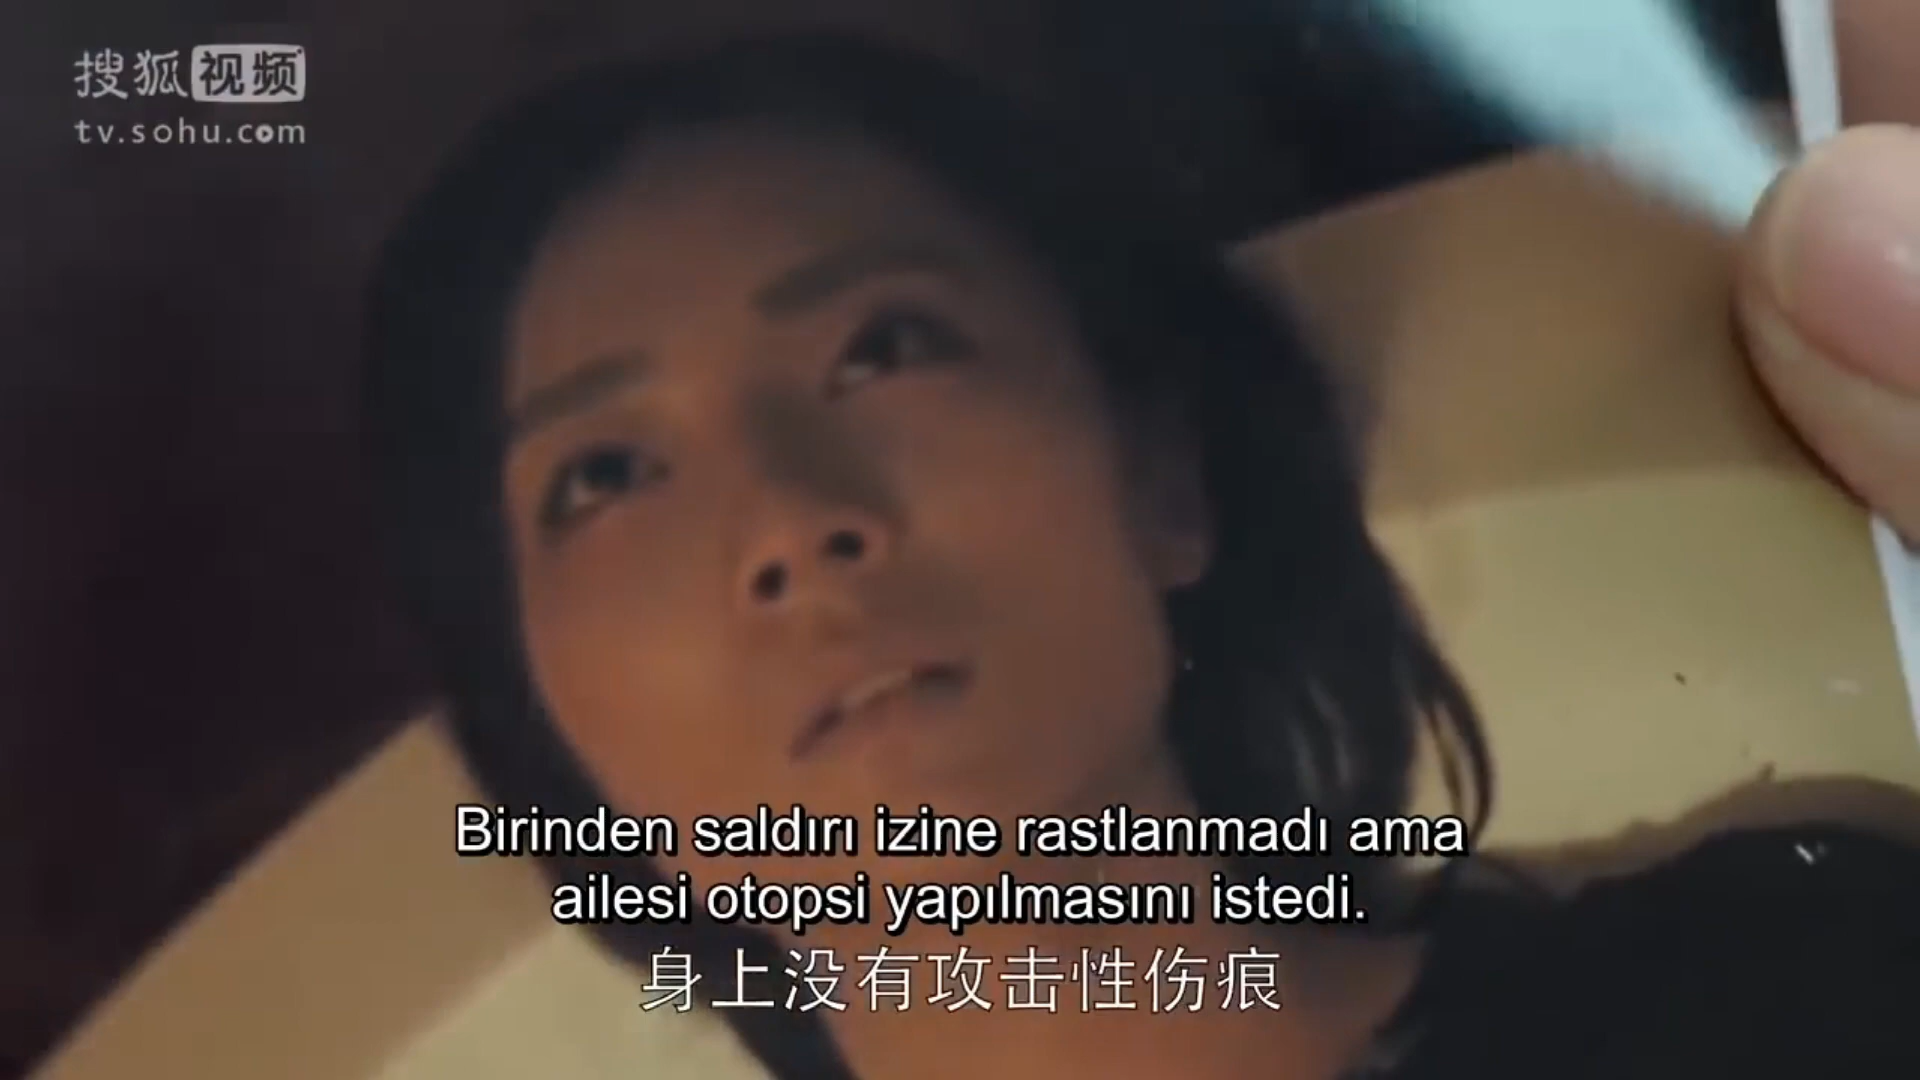 搜狐视频
tv.sohu.com
Birinden saldırı izine rastlanmadı ama
ailesi otopsi yapılmasını istedi.
身上没有攻击性伤痕